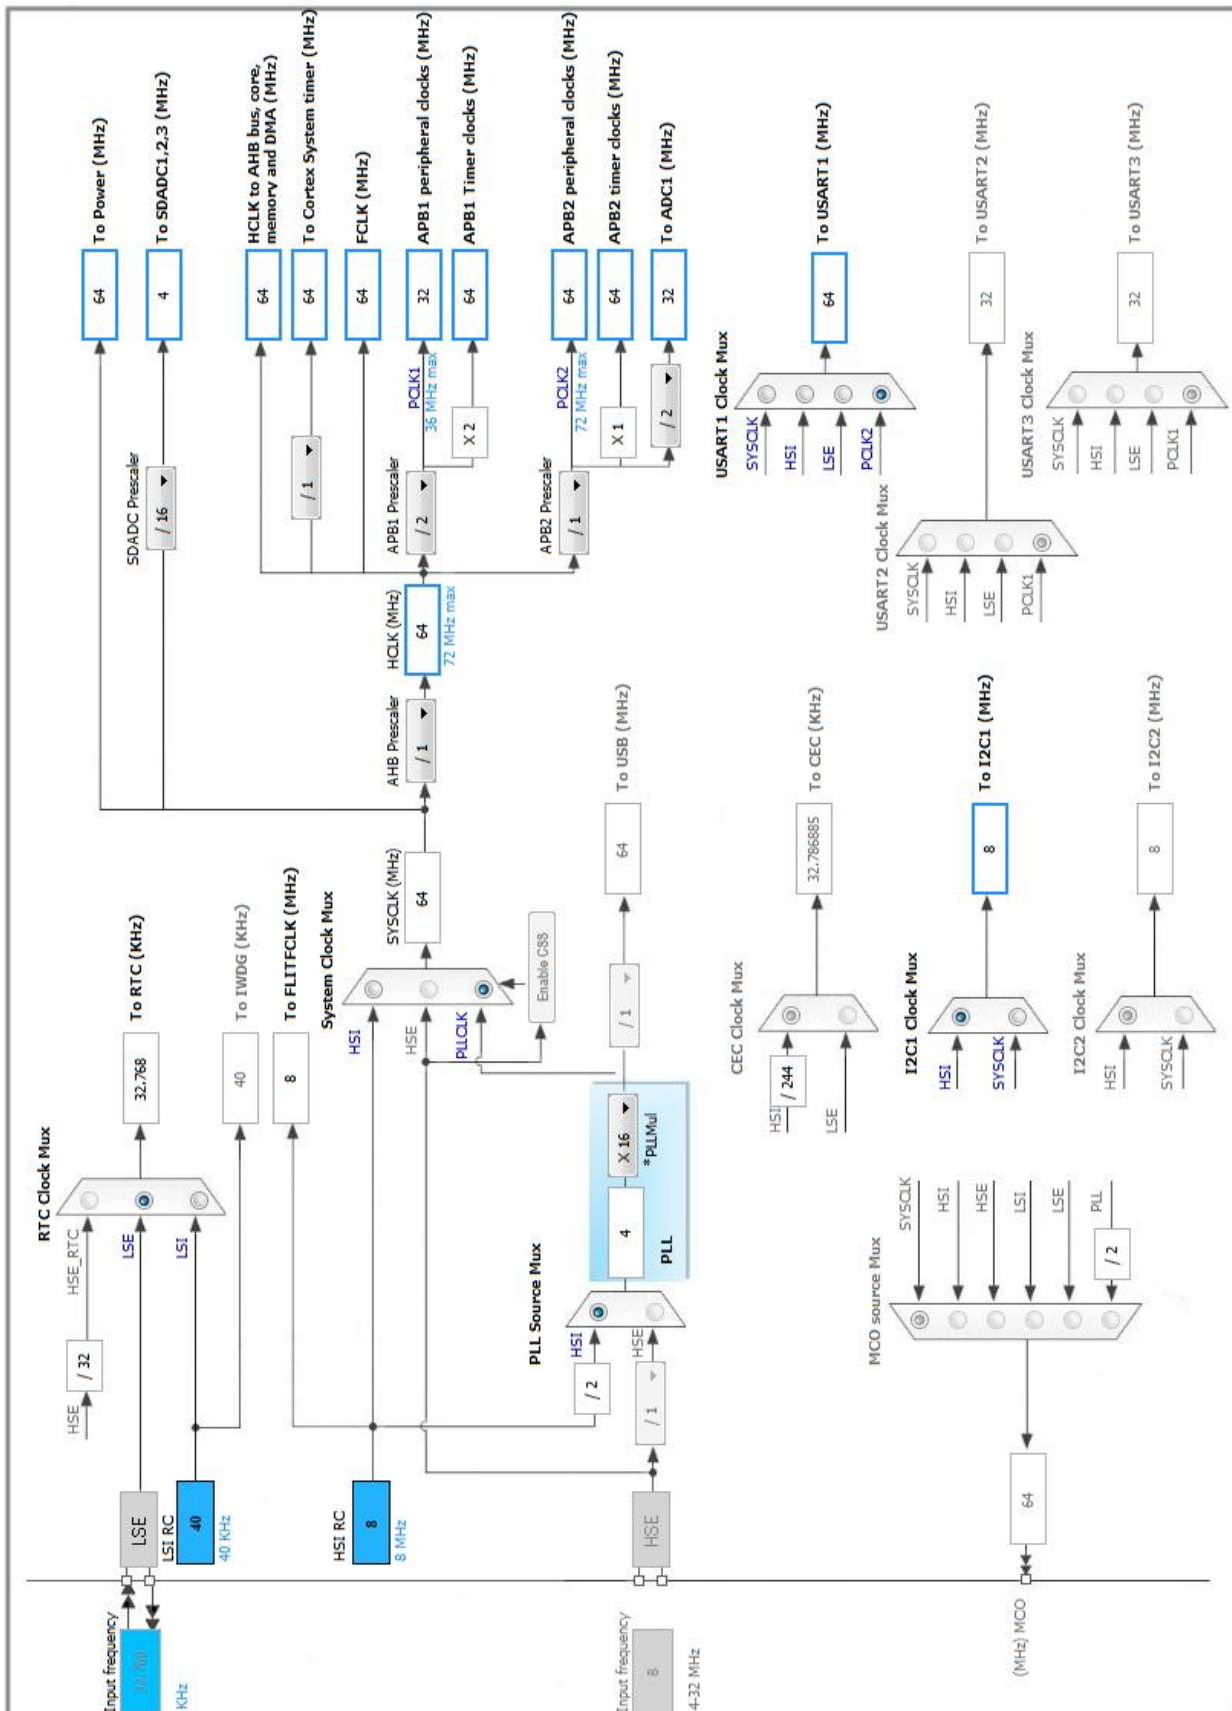 Input frequency
32.768
KHz
LSE
LSI RC
40
40 KHz
HSE
/ 32
HSE_RTC
LSE
LSI
RTC Clock Mux
32.768
To RTC (KHz)
40
To IWDG (KHz)
8
To FLITFCLK (MHz)
HSI RC
8
8 MHz
System Clock Mux
HSI
HSE
PLLCLK
Enable CSS
SYSCLK (MHz)
64
AHB Prescaler
/ 1
HCLK (MHz)
64
72 MHz max
SDADC Prescaler
/ 16
64
To Power (MHz)
4
To SDADC1,2,3 (MHz)
64
HCLK to AHB bus, core,
memory and DMA (MHz)
/ 1
64
To Cortex System timer (MHz)
64
FCLK (MHz)
APB1 Prescaler
/ 2
PCLK1
36 MHz max
32
APB1 peripheral clocks (MHz)
X 2
64
APB1 Timer clocks (MHz)
APB2 Prescaler
/ 1
PCLK2
72 MHz max
64
APB2 peripheral clocks (MHz)
X 1
64
APB2 timer clocks (MHz)
/ 2
32
To ADC1 (MHz)
Input frequency
8
4-32 MHz
HSE
/ 1
/ 2
PLL Source Mux
HSI
HSE
4
X 16
*PLLMul
PLL
/ 1
64
To USB (MHz)
CEC Clock Mux
HSI
/ 244
LSE
32.786885
To CEC (KHz)
I2C1 Clock Mux
HSI
SYSCLK
8
To I2C1 (MHz)
I2C2 Clock Mux
HSI
SYSCLK
8
To I2C2 (MHz)
USART1 Clock Mux
SYSCLK
HSI
LSE
PCLK2
64
To USART1 (MHz)
USART2 Clock Mux
SYSCLK
HSI
LSE
PCLK1
32
To USART2 (MHz)
USART3 Clock Mux
SYSCLK
HSI
LSE
PCLK1
32
To USART3 (MHz)
MCO source Mux
SYSCLK
HSI
HSE
LSI
LSE
PLL
/ 2
64
(MHz) MCO